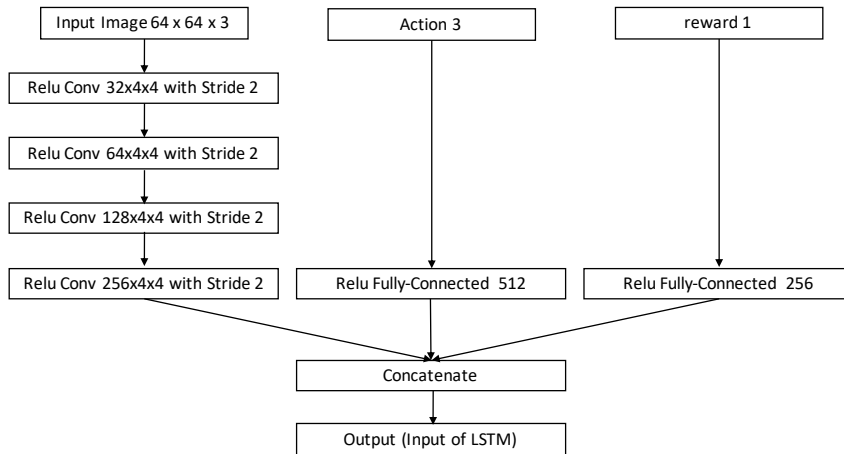 Input Image 64 x 64 x 3
Action 3
reward 1
Relu Conv 32x4x4 with Stride 2
Relu Conv 64x4x4 with Stride 2
Relu Conv 128x4x4 with Stride 2
Relu Conv 256x4x4 with Stride 2
Relu Fully-Connected 512
Relu Fully-Connected 256
Concatenate
Output (Input of LSTM)